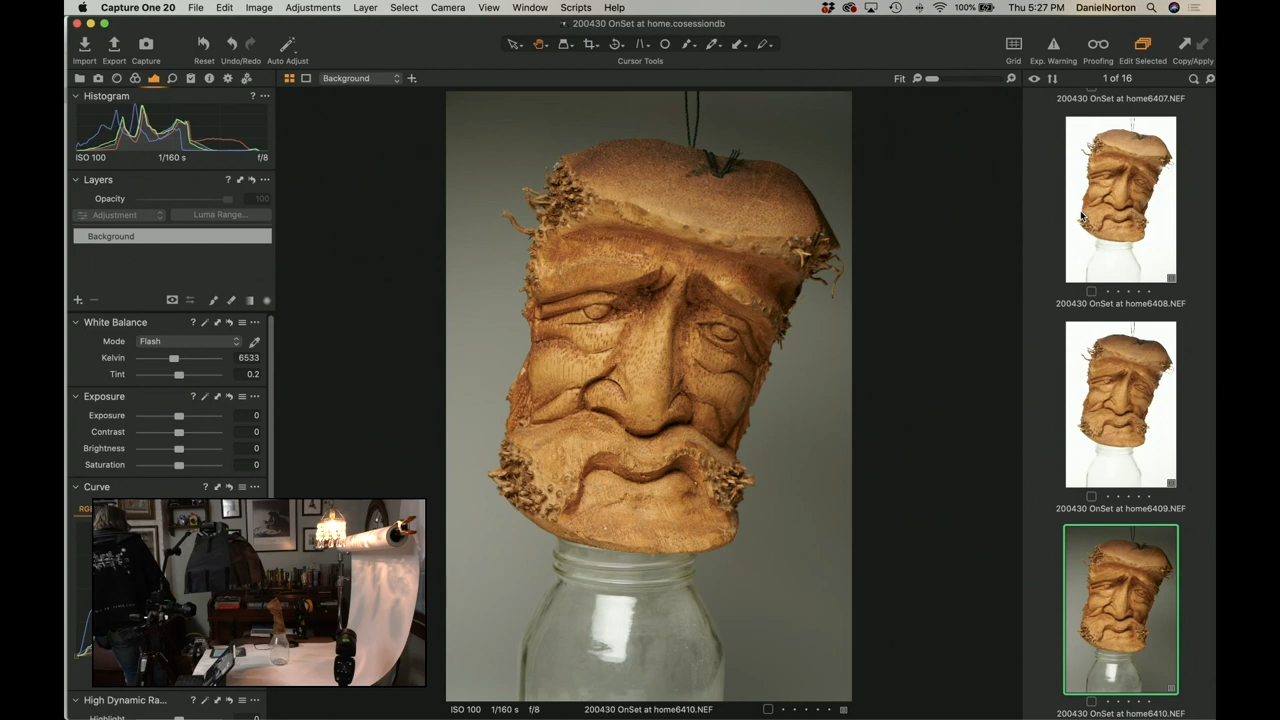 Capture One 20 File Edit Image Adjustments Layer Select Camera View Window Scripts Help
100% Thu 5:27 PM DanielNorton
200430 OnSet at home.cosessiondb
Import Export Capture Reset Undo/Redo Auto Adjust Cursor Tools Grid Exp. Warning Proofing Edit Selected Copy/Apply
Background Fit 1 of 16
Histogram ?
ISO 100 1/160 s f/8
Layers ?
Opacity 100
Adjustment Luma Range...
Background
White Balance ?
Mode Flash
Kelvin 6533
Tint 0.2
Exposure ?
Exposure 0
Contrast 0
Brightness 0
Saturation 0
Curve ?
RG
High Dynamic Ra... ?
Highlight 0
ISO 100 1/160 s f/8 200430 OnSet at home6410.NEF
200430 OnSet at home6407.NEF
200430 OnSet at home6408.NEF
200430 OnSet at home6409.NEF
200430 OnSet at home6410.NEF